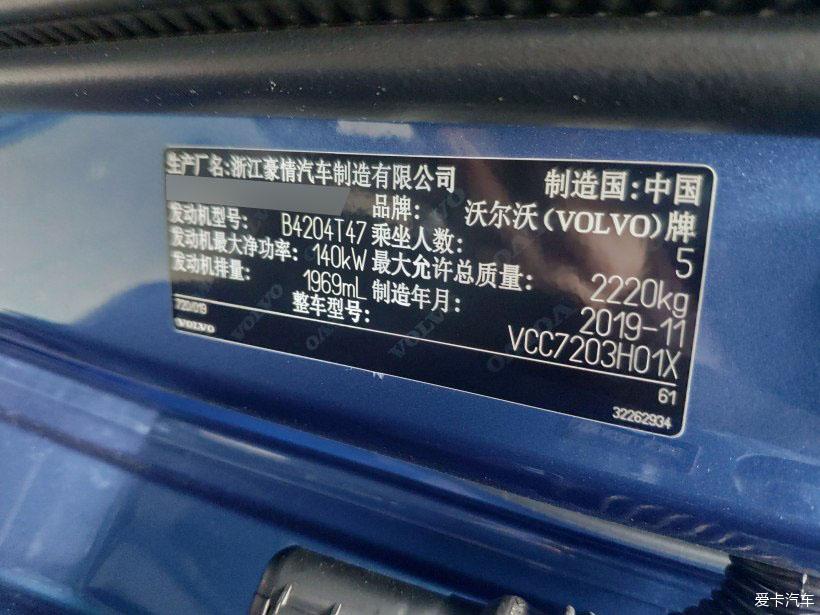 生产厂名:浙江豪情汽车制造有限公司 制造国:中国
品牌: 沃尔沃(VOLVO)牌
发动机型号: B4204T47 乘坐人数: 5
发动机最大净功率: 140kW 最大允许总质量: 2220kg
发动机排量: 1969mL 制造年月: 2019-11
整车型号: VCC7203H01X
720/019
VOLVO
61
32262934
爱卡汽车